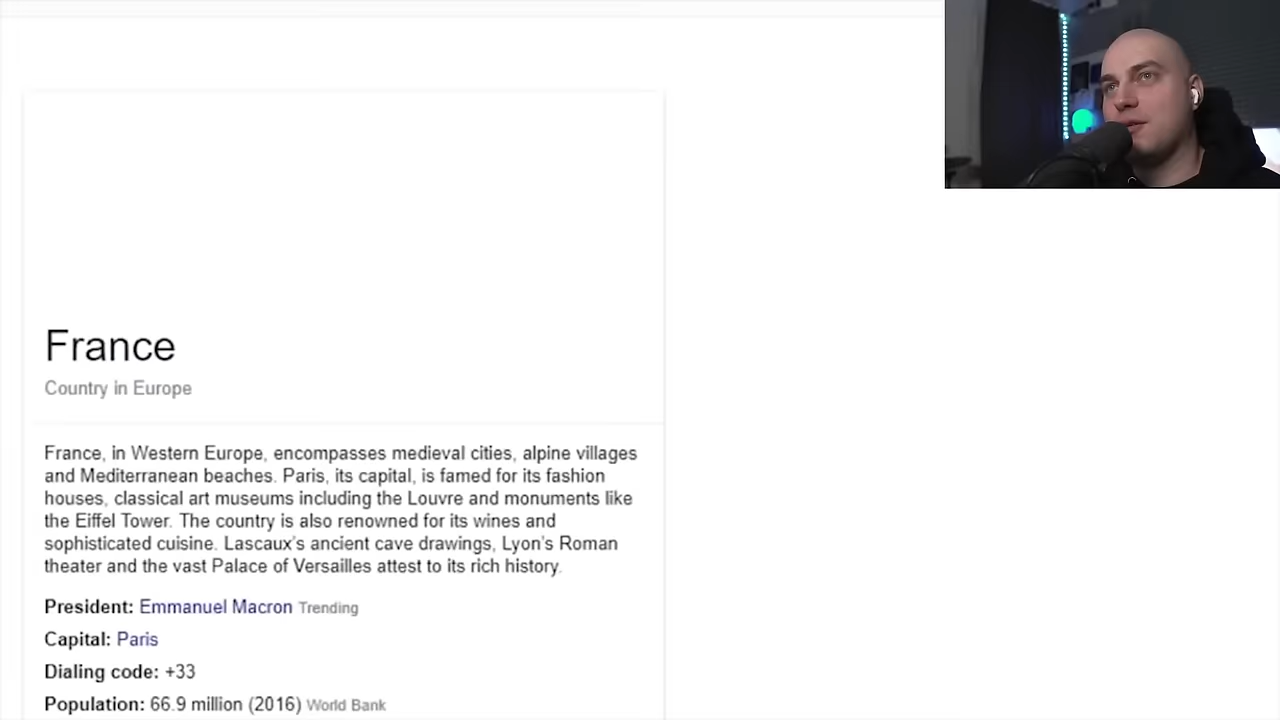 France
Country in Europe
France, in Western Europe, encompasses medieval cities, alpine villages
and Mediterranean beaches. Paris, its capital, is famed for its fashion
houses, classical art museums including the Louvre and monuments like
the Eiffel Tower. The country is also renowned for its wines and
sophisticated cuisine. Lascaux's ancient cave drawings, Lyon's Roman
theater and the vast Palace of Versailles attest to its rich history.
President: Emmanuel Macron Trending
Capital: Paris
Dialing code: +33
Population: 66.9 million (2016) World Bank